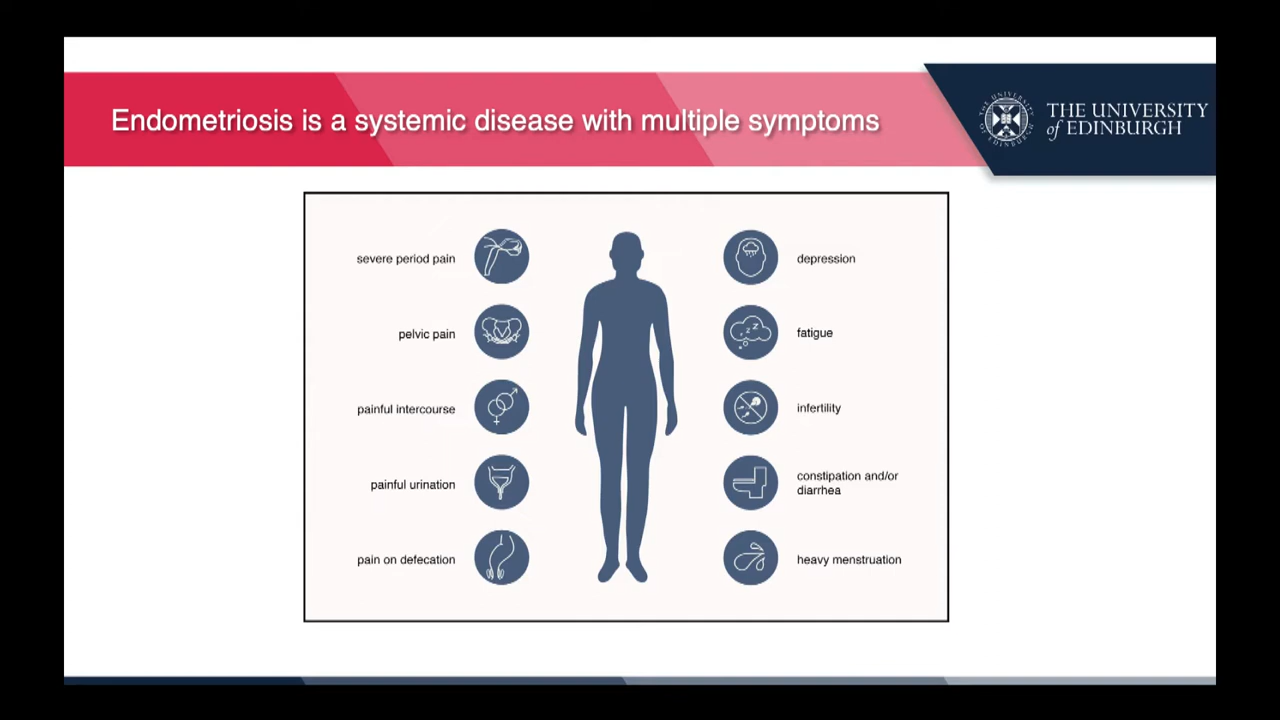 Endometriosis is a systemic disease with multiple symptoms
THE UNIVERSITY
of EDINBURGH
severe period pain
pelvic pain
painful intercourse
painful urination
pain on defecation
depression
fatigue
infertility
constipation and/or
diarrhea
heavy menstruation